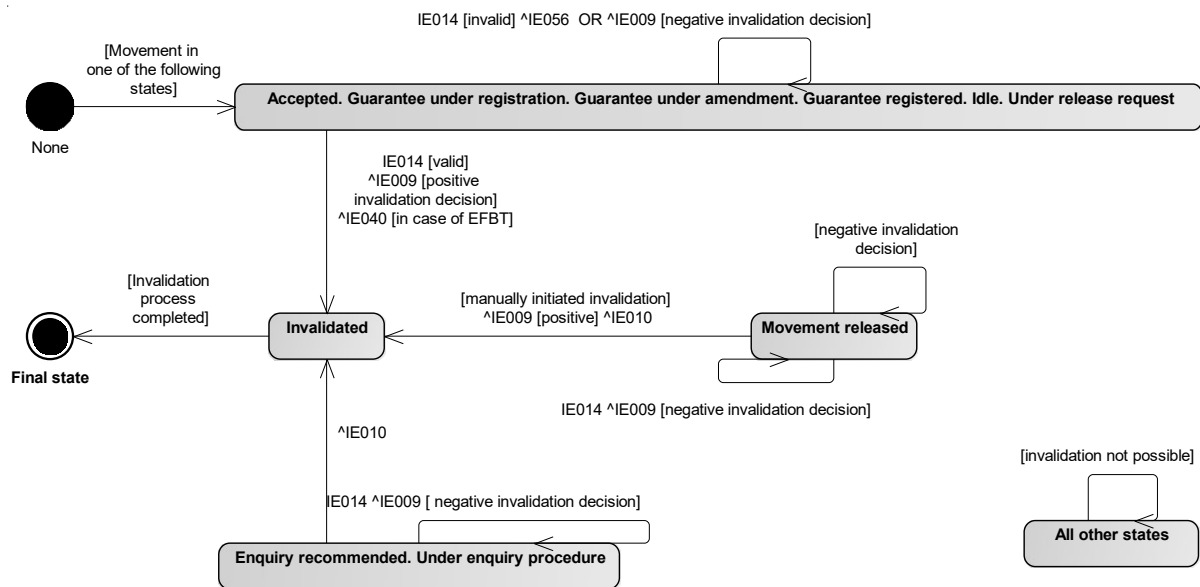 IE014 [invalid] ^IE056 OR ^IE009 [negative invalidation decision]
[Movement in
one of the following
states]
Accepted. Guarantee under registration. Guarantee under amendment. Guarantee registered. Idle. Under release request
None
IE014 [valid]
^IE009 [positive
invalidation decision]
^IE040 [in case of EFBT]
[negative invalidation
decision]
[Invalidation
process
completed]
[manually initiated invalidation]
^IE009 [positive] ^IE010
Invalidated
Movement released
Final state
IE014 ^IE009 [negative invalidation decision]
^IE010
[invalidation not possible]
IE014 ^IE009 [ negative invalidation decision]
All other states
Enquiry recommended. Under enquiry procedure